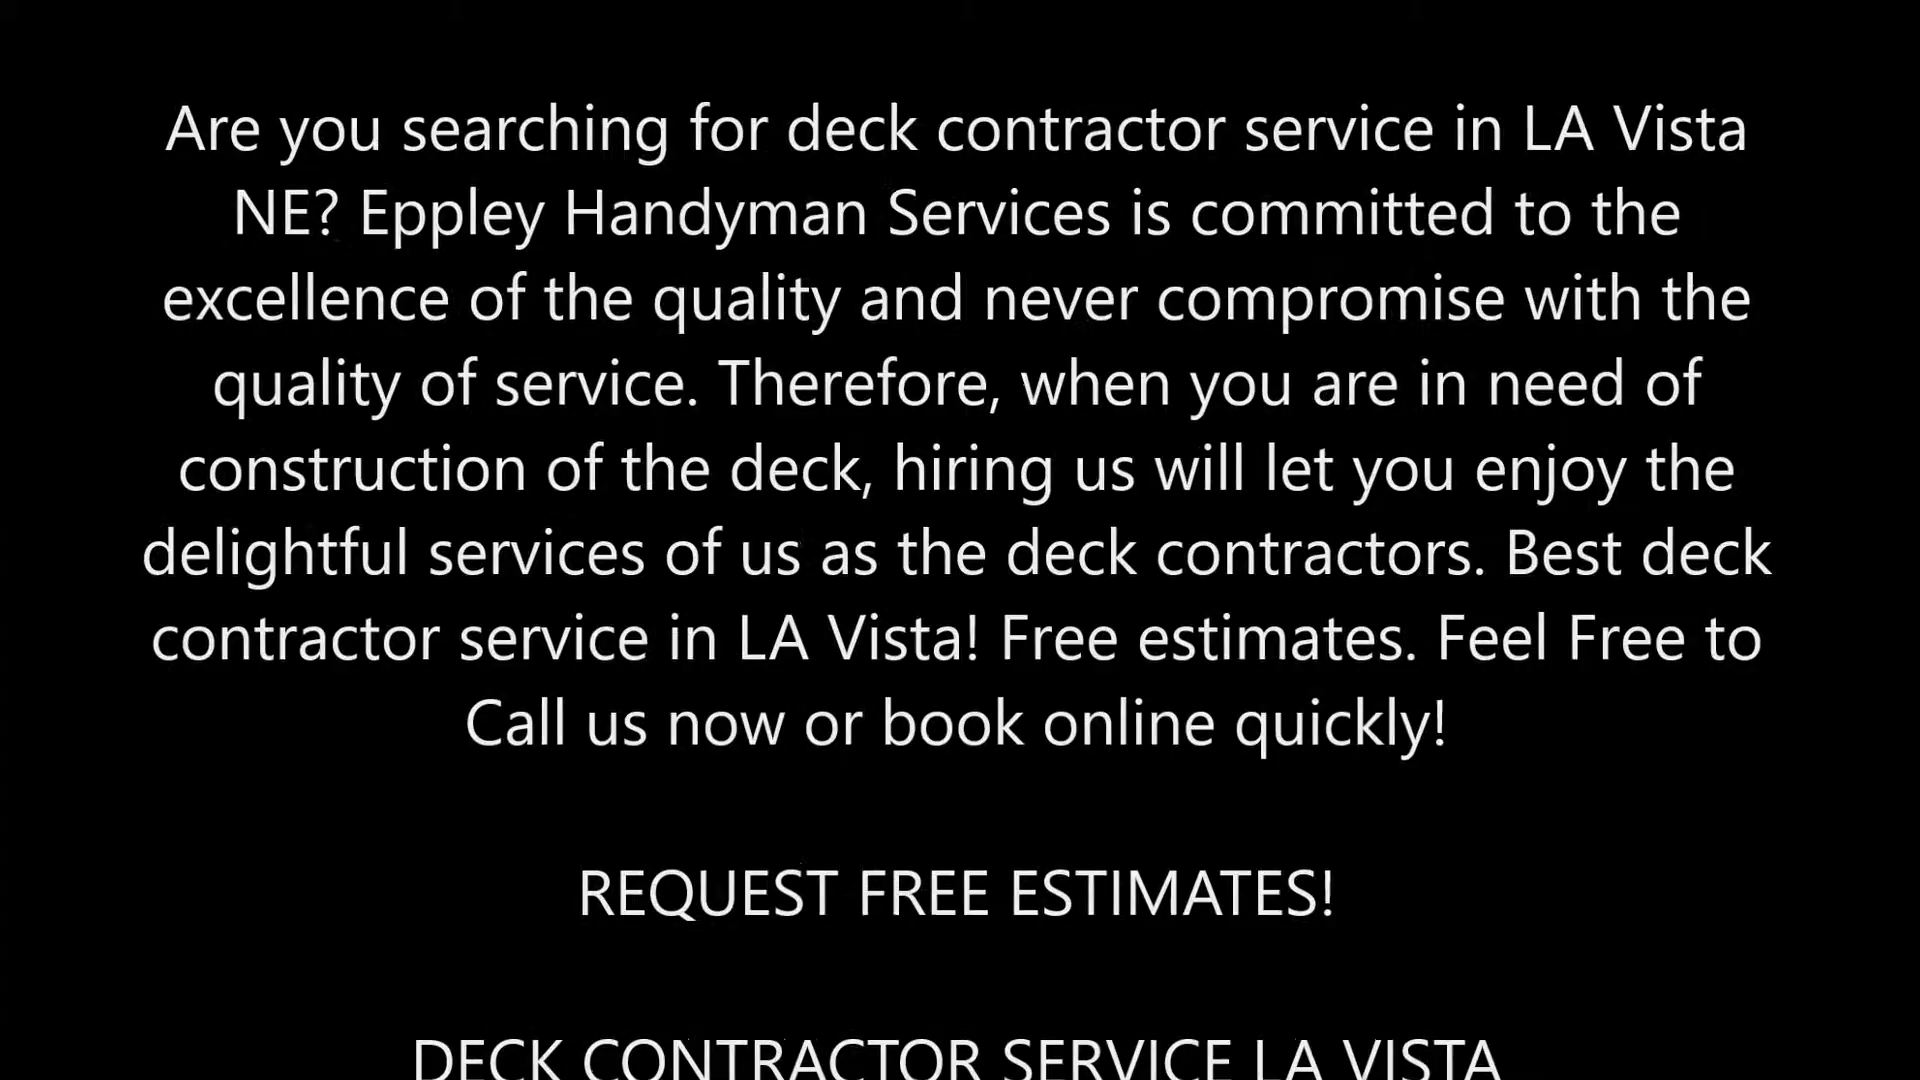 Are you searching for deck contractor service in LA Vista
NE? Eppley Handyman Services is committed to the
excellence of the quality and never compromise with the
quality of service. Therefore, when you are in need of
construction of the deck, hiring us will let you enjoy the
delightful services of us as the deck contractors. Best deck
contractor service in LA Vista! Free estimates. Feel Free to
Call us now or book online quickly!
REQUEST FREE ESTIMATES!
DECK CONTRACTOR SERVICE LA VISTA